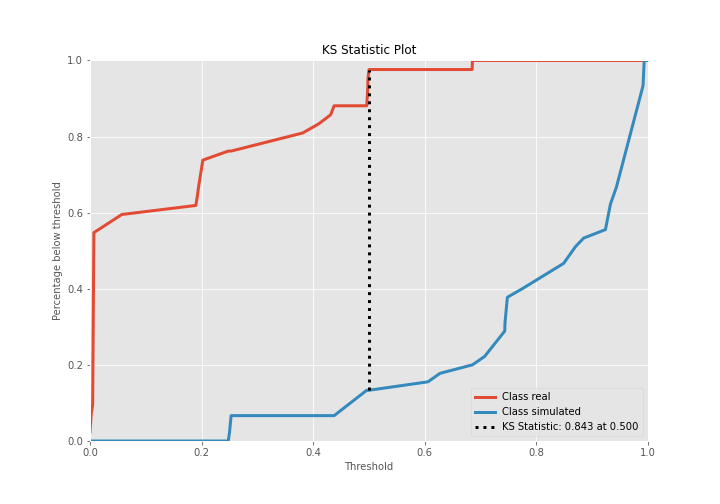 KS Statistic Plot
1.0
0.8
0.6
0.4
0.2
0.0
Percentage below threshold
Class real
Class simulated
KS Statistic: 0.843 at 0.500
0.0 0.2 0.4 0.6 0.8 1.0
Threshold